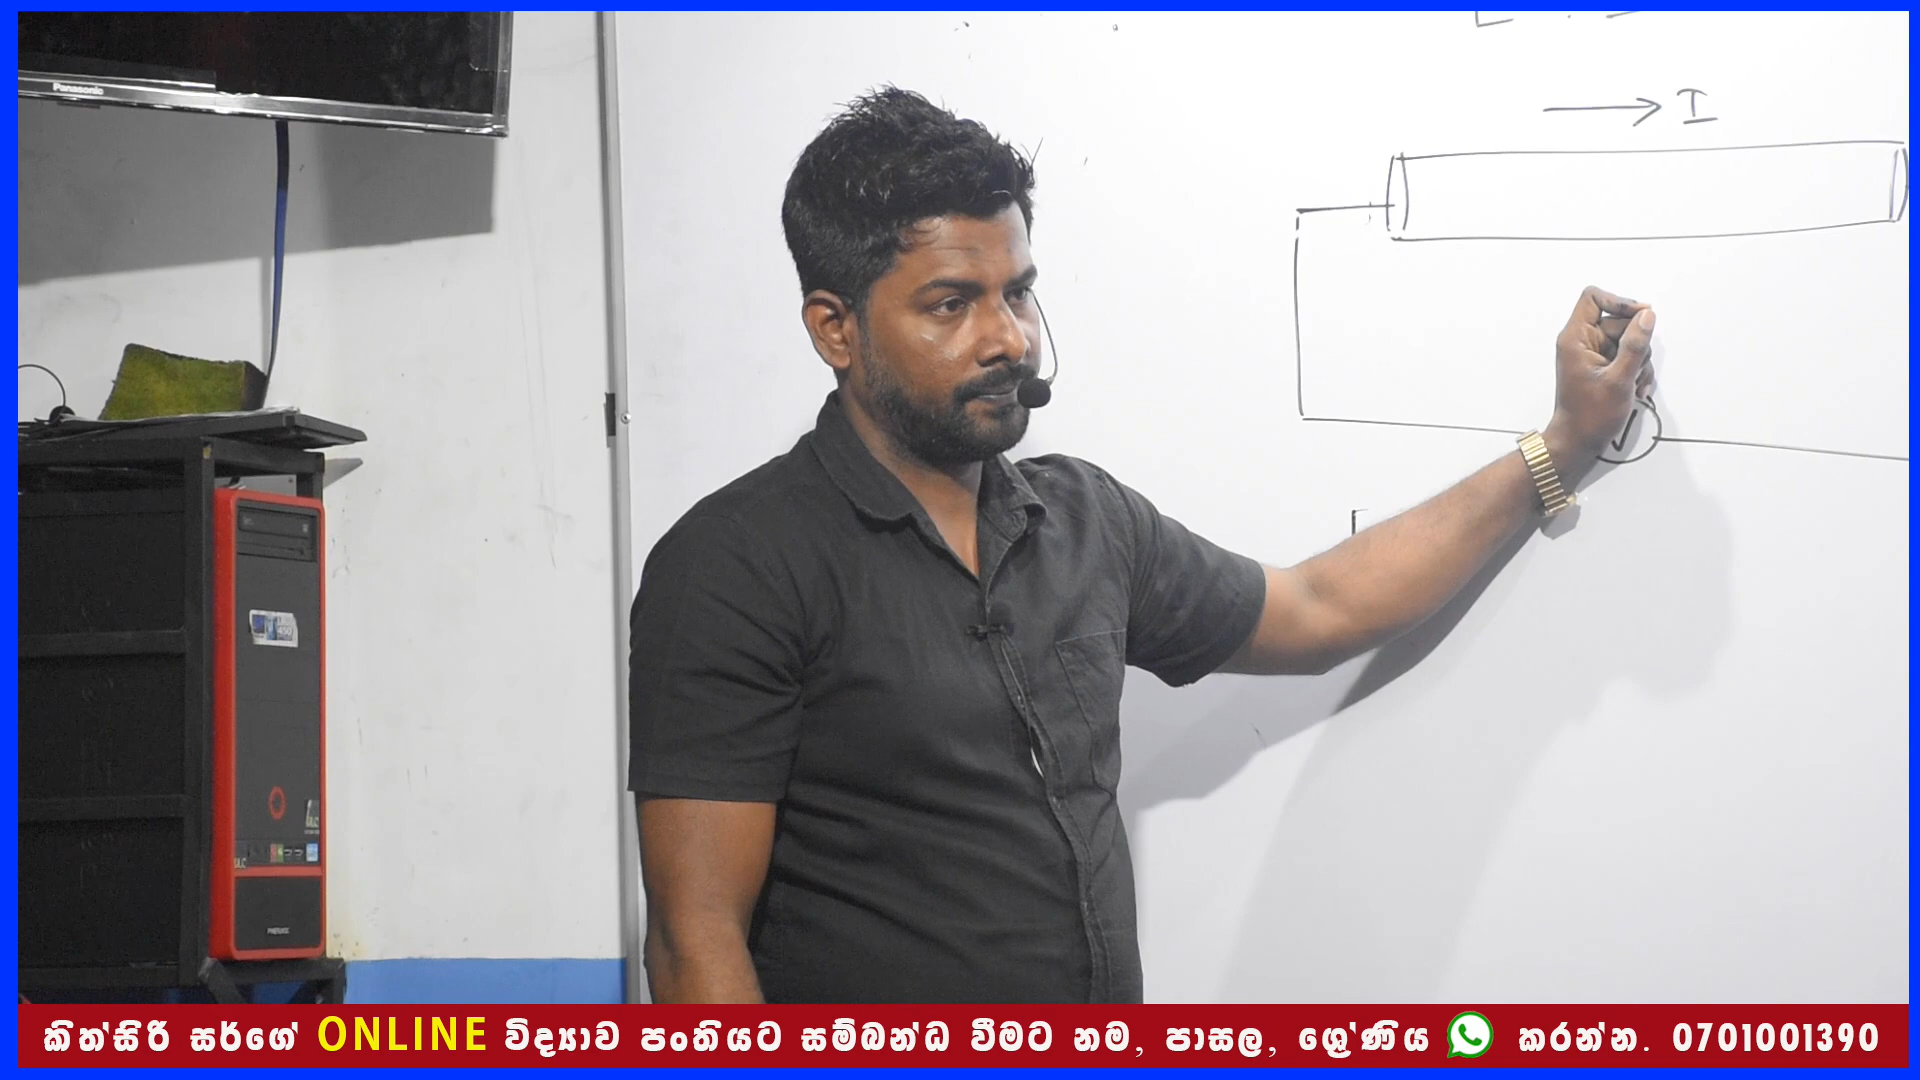 Panasonic
I
කිත්සිරි සර්ගේ ONLINE විද්‍යාව පංතියට සම්බන්ධ වීමට නම, පාසල, ශ්‍රේණිය කරන්න. 0701001390